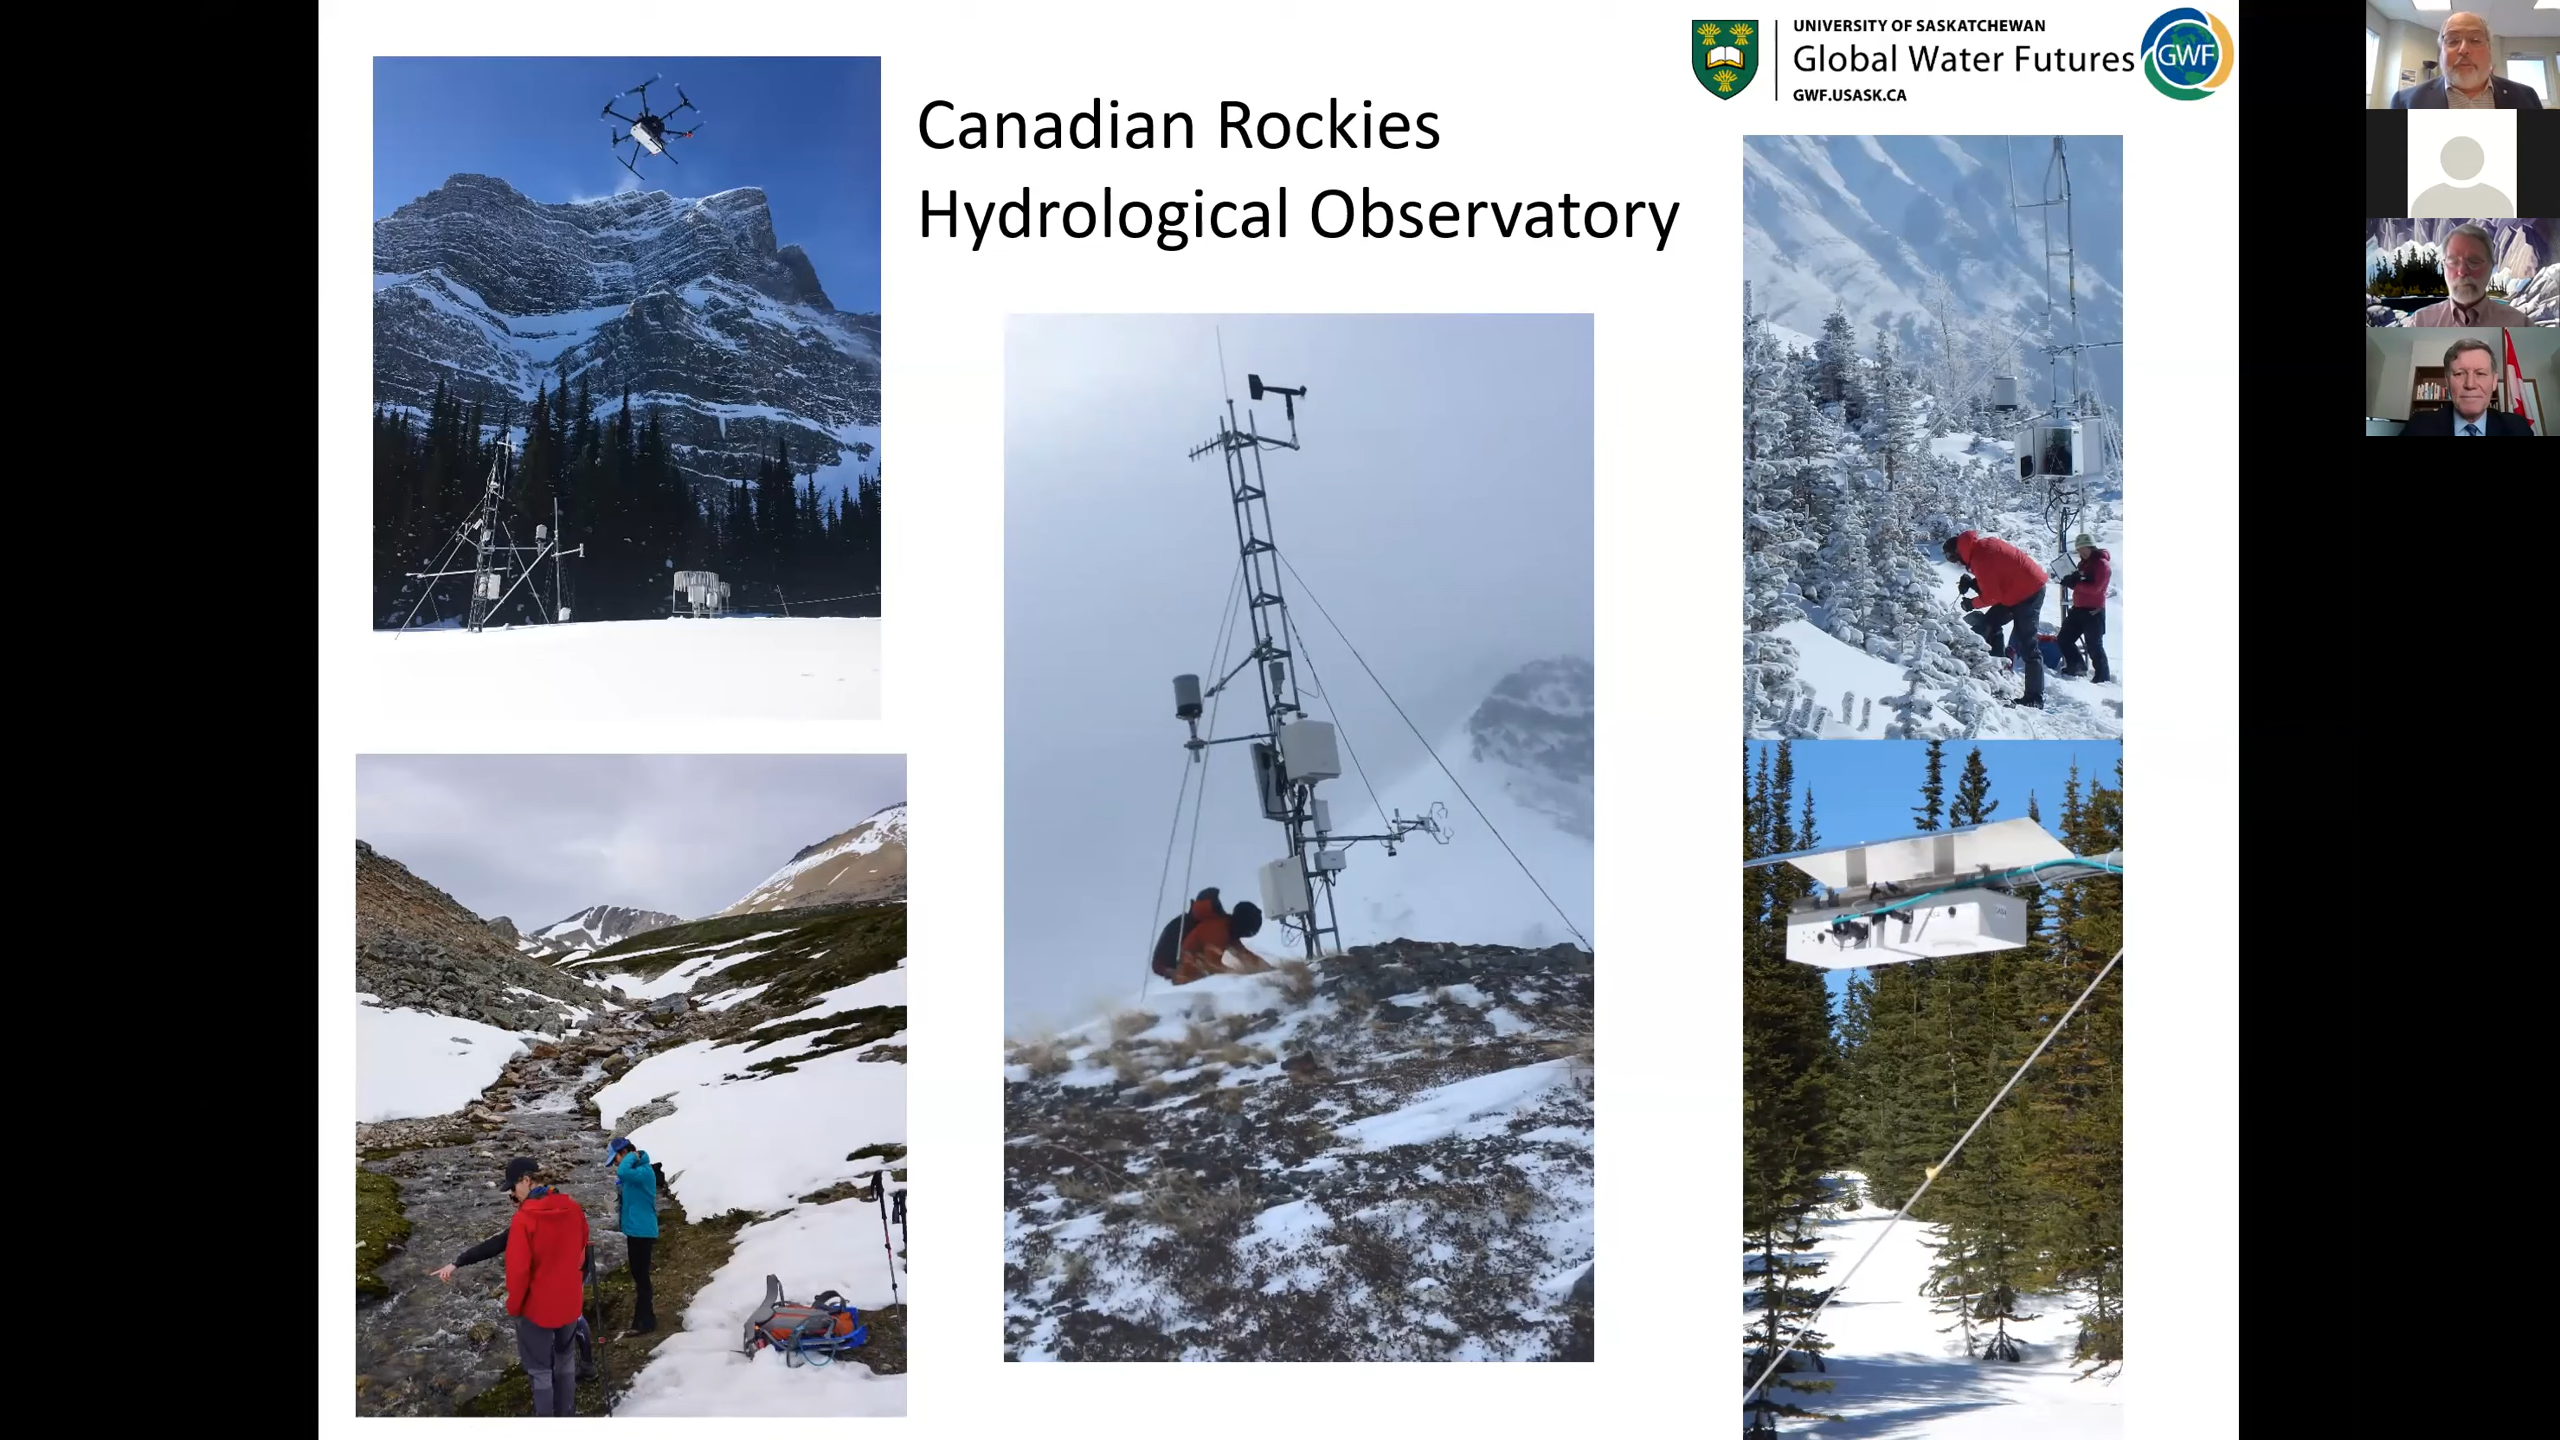 UNIVERSITY OF SASKATCHEWAN
Global Water Futures
GWF.USASK.CA
GWF
Canadian Rockies
Hydrological Observatory